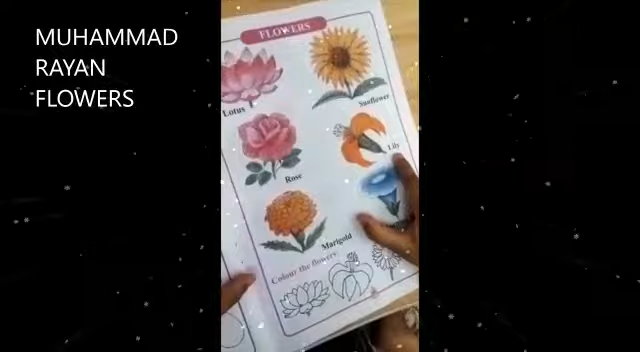 MUHAMMAD
RAYAN
FLOWERS
FLOWERS
Lotus
Sunflower
Rose
Lily
Marigold
Colour the flowers